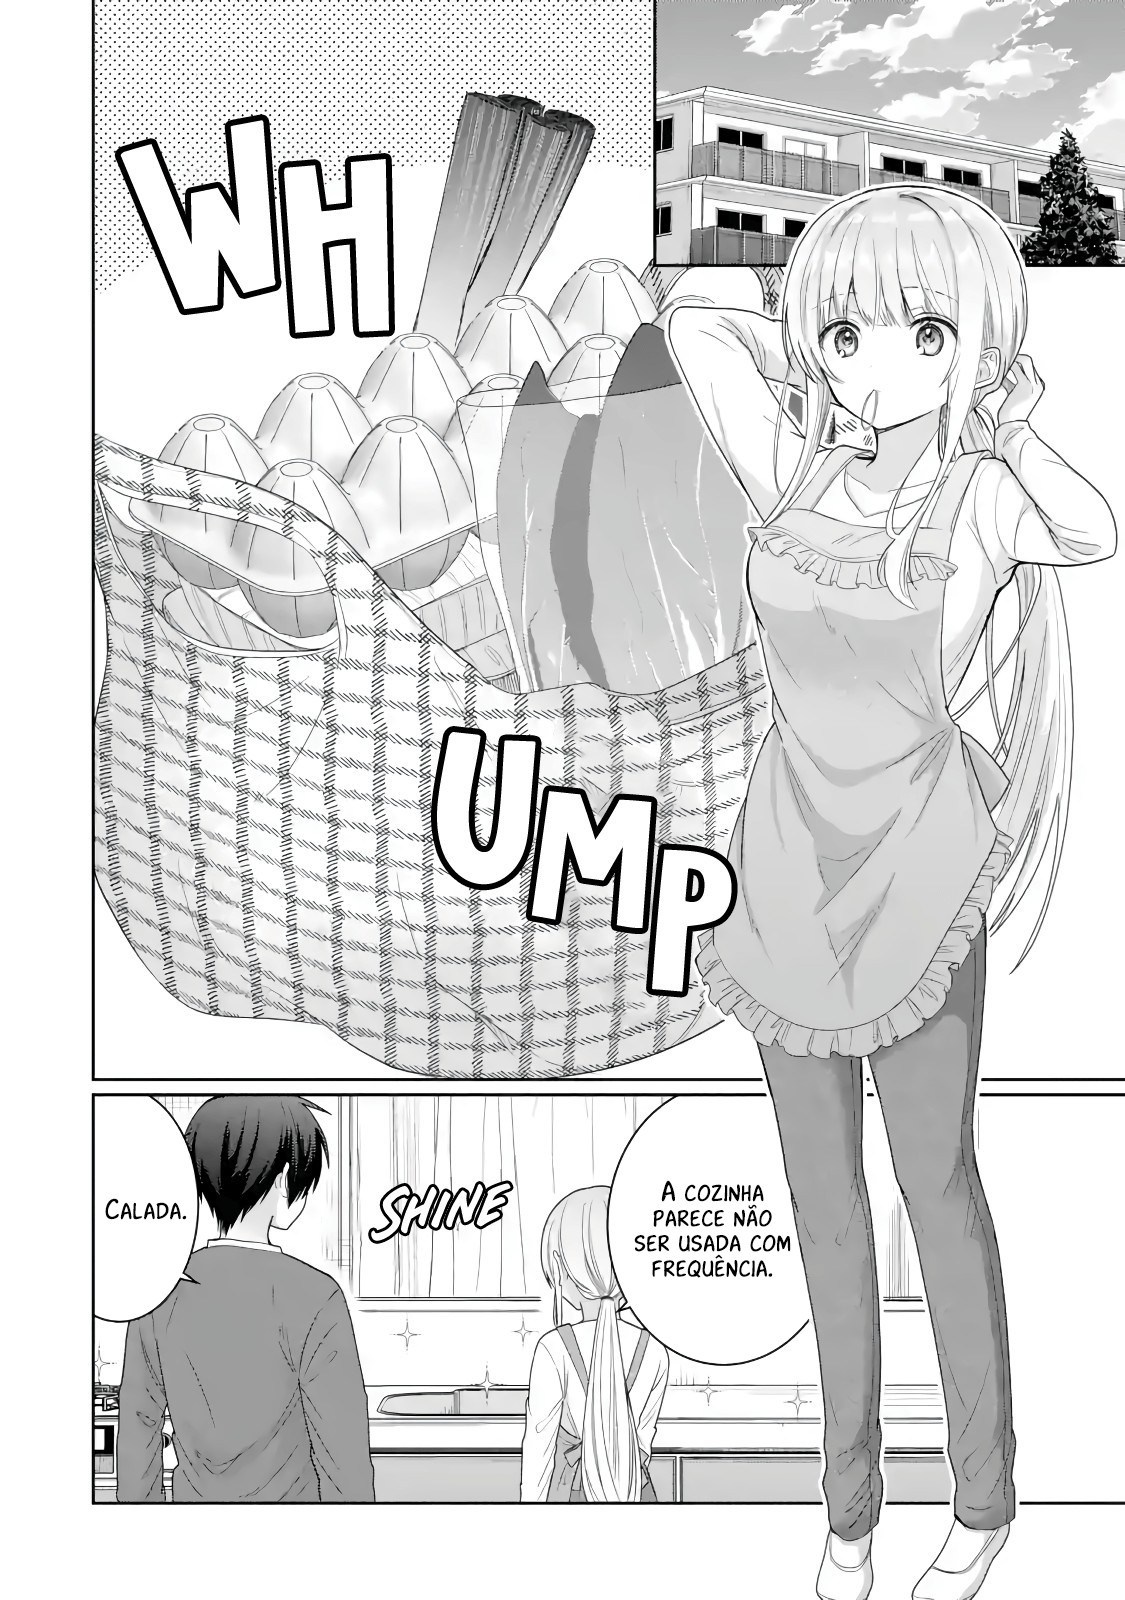 WH
UMP
A COZINHA
PARECE NÃO
SER USADA COM
FREQUÊNCIA.
SHINE
CALADA.